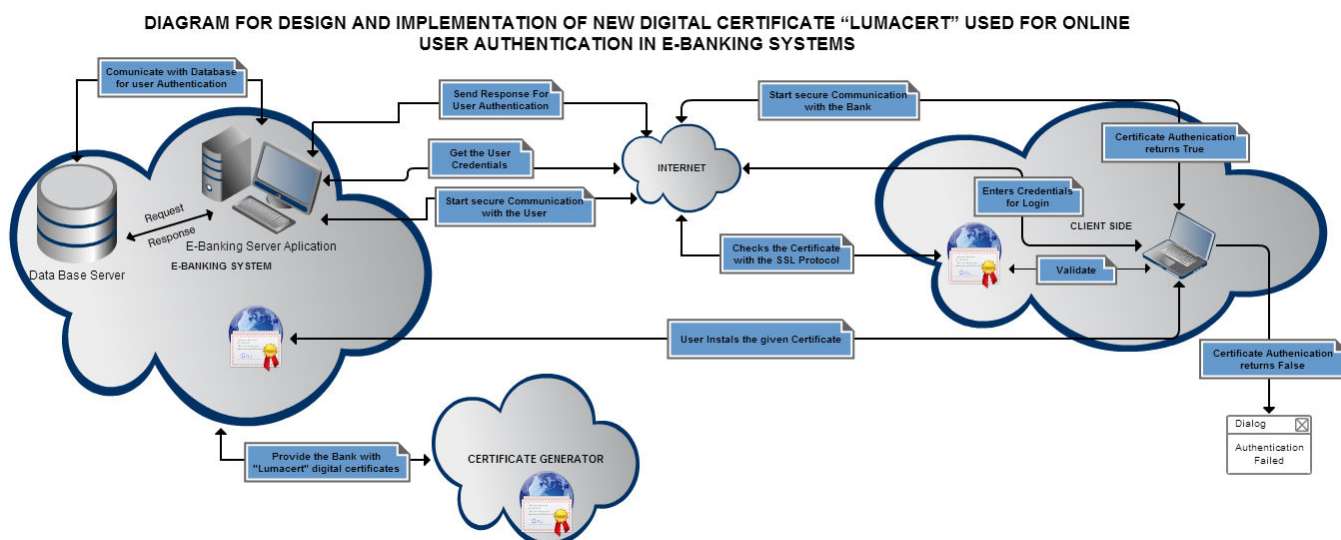 DIAGRAM FOR DESIGN AND IMPLEMENTATION OF NEW DIGITAL CERTIFICATE “LUMACERT” USED FOR ONLINE
USER AUTHENTICATION IN E-BANKING SYSTEMS
Comunicate with Database
for user Authentication
Send Response For
User Authentication
Start secure Communication
with the Bank
Get the User
Credentials
INTERNET
Certificate Authenication
returns True
Enters Credentials
for Login
Start secure Communication
with the User
CLIENT SIDE
Request
Response
E-Banking Server Aplication
E-BANKING SYSTEM
Data Base Server
Checks the Certificate
with the SSL Protocol
Validate
User Instals the given Certificate
Certificate Authenication
returns False
Dialog
Authentication
Failed
Provide the Bank with
"Lumacert" digital certificates
CERTIFICATE GENERATOR